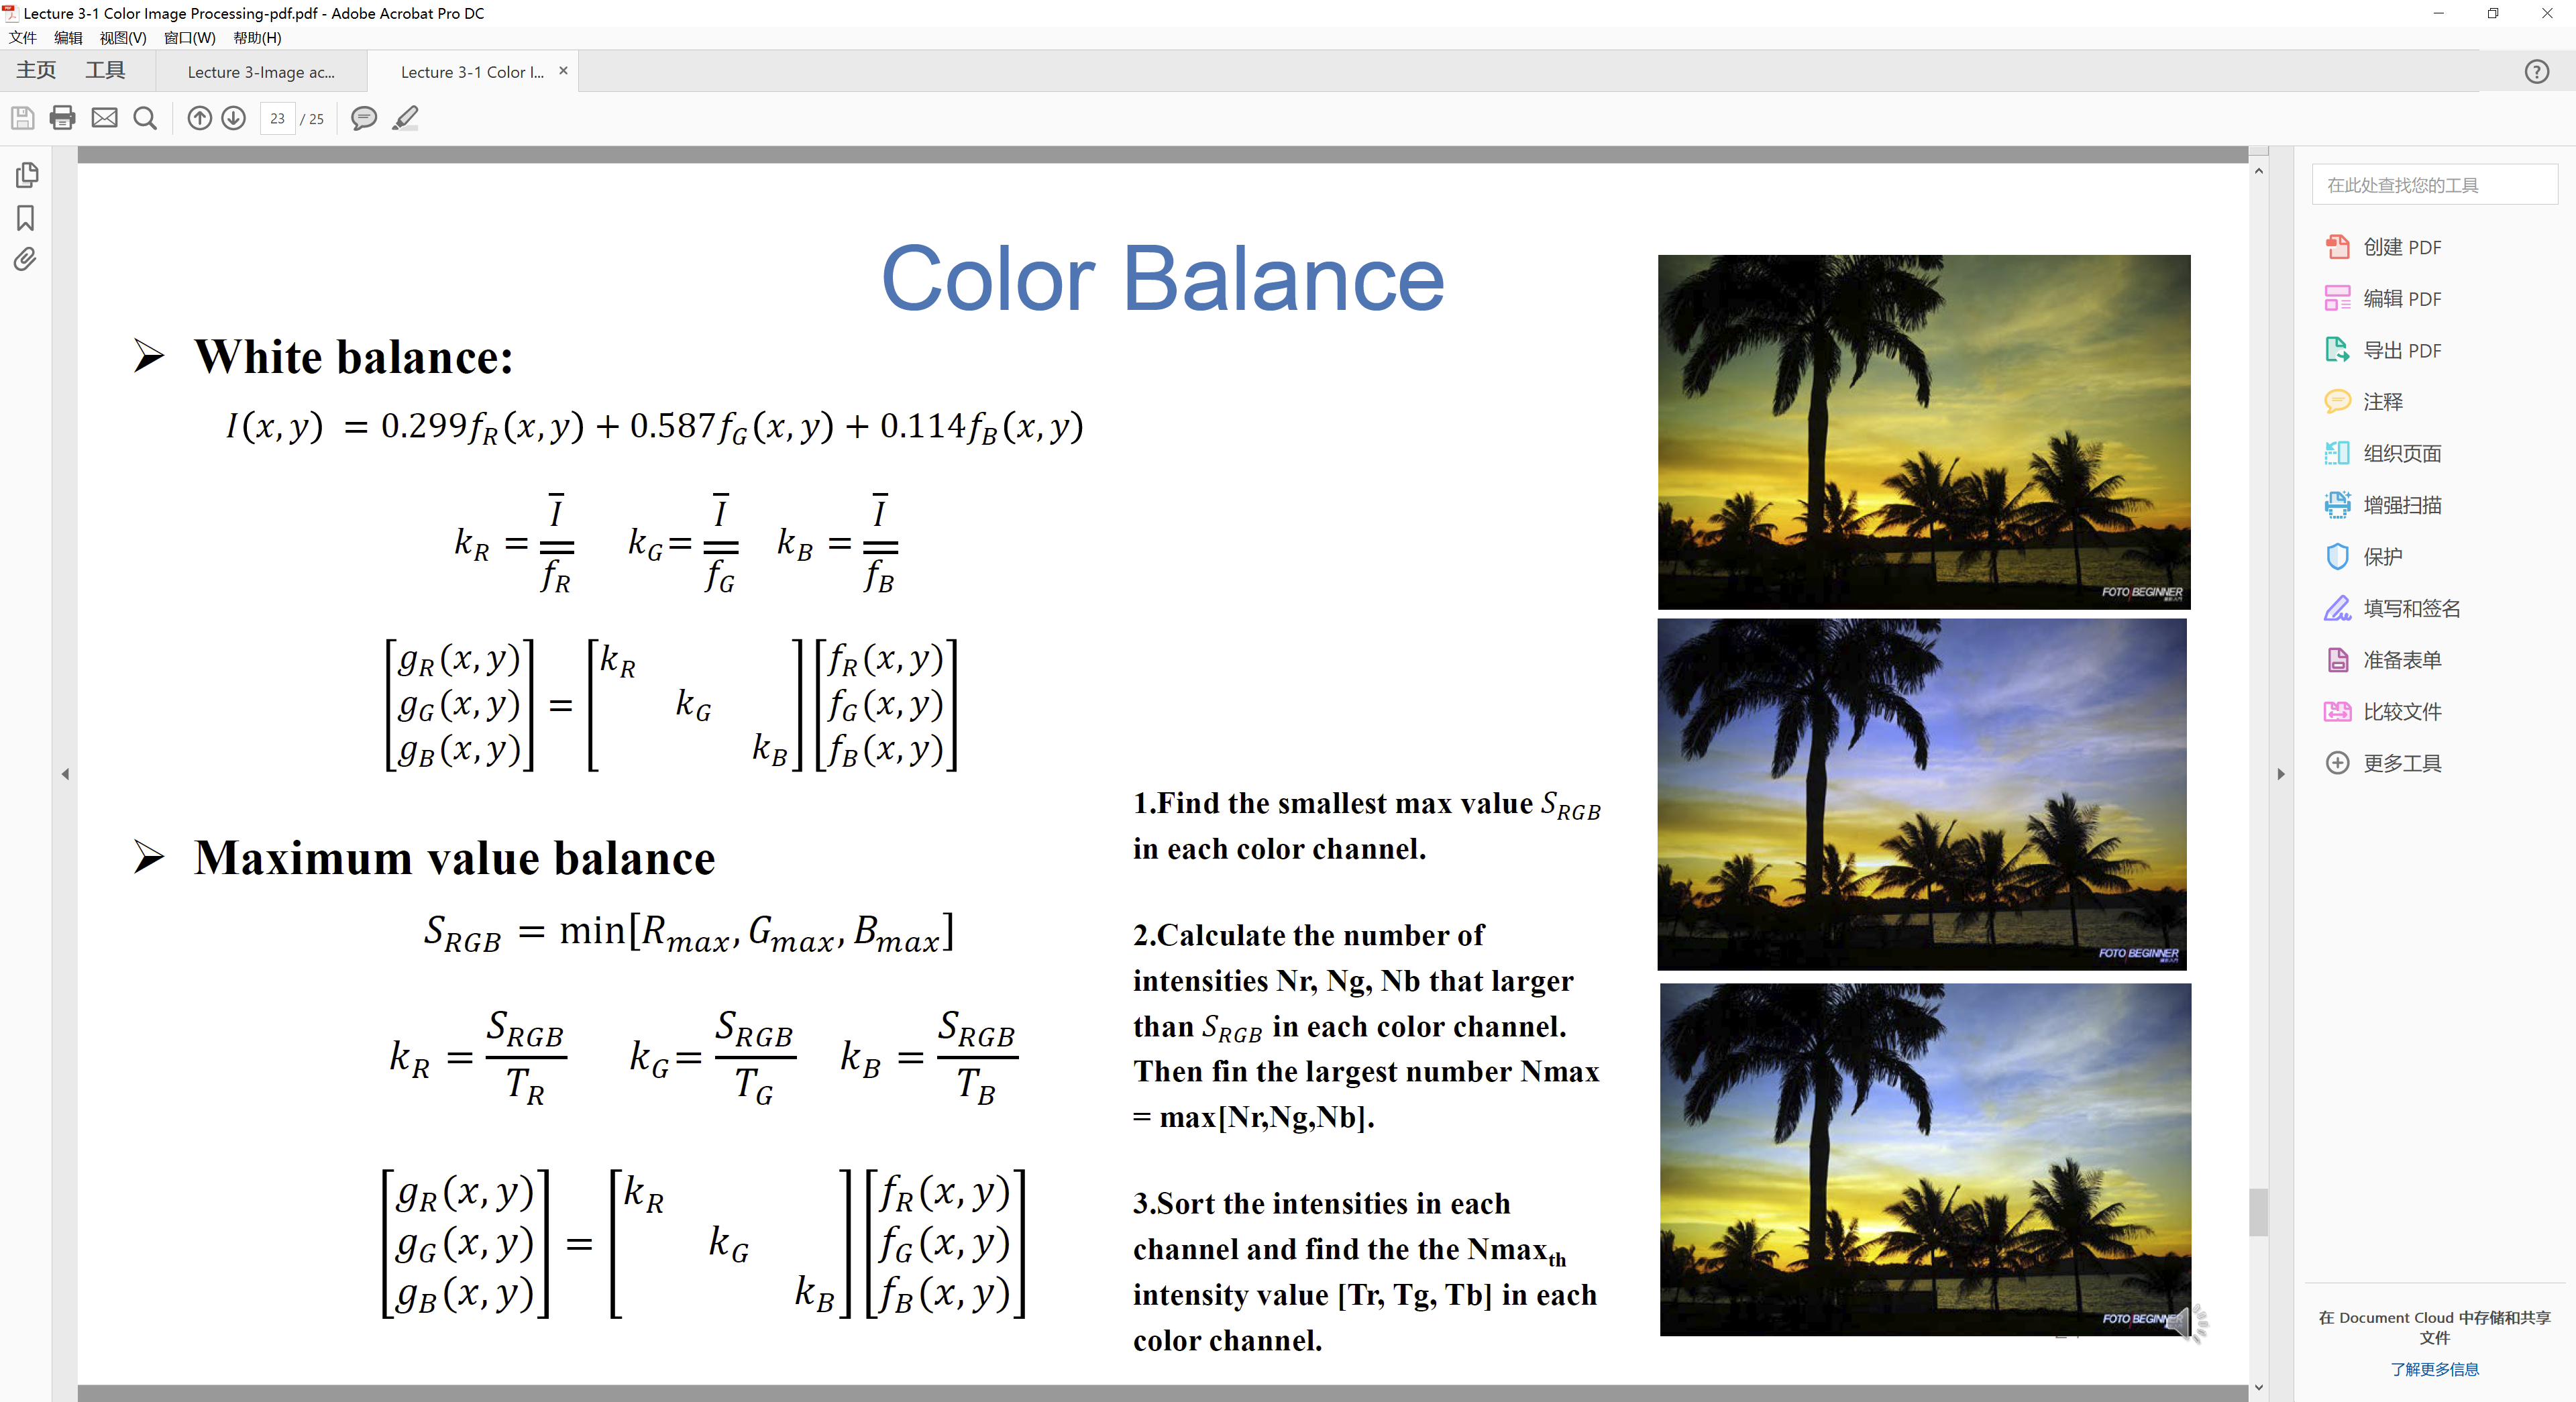 Lecture 3-1 Color Image Processing-pdf.pdf - Adobe Acrobat Pro DC
文件 编辑 视图(V) 窗口(W) 帮助(H)
主页 工具 Lecture 3-Image ac... Lecture 3-1 Color I... ×
23 / 25
Color Balance
➢ White balance:
I(x,y) = 0.299f_R(x,y) + 0.587f_G(x,y) + 0.114f_B(x,y)
k_R = Ī / f̄_R k_G = Ī / f̄_G k_B = Ī / f̄_B
[g_R(x,y)] [k_R ] [f_R(x,y)]
[g_G(x,y)] = [ k_G ] [f_G(x,y)]
[g_B(x,y)] [ k_B] [f_B(x,y)]
➢ Maximum value balance
S_RGB = min[R_max, G_max, B_max]
k_R = S_RGB / T_R k_G = S_RGB / T_G k_B = S_RGB / T_B
[g_R(x,y)] [k_R ] [f_R(x,y)]
[g_G(x,y)] = [ k_G ] [f_G(x,y)]
[g_B(x,y)] [ k_B] [f_B(x,y)]
1.Find the smallest max value S_RGB
in each color channel.
2.Calculate the number of
intensities Nr, Ng, Nb that larger
than S_RGB in each color channel.
Then fin the largest number Nmax
= max[Nr,Ng,Nb].
3.Sort the intensities in each
channel and find the the Nmax_th
intensity value [Tr, Tg, Tb] in each
color channel.
FOTO BEGINNER
FOTO BEGINNER
FOTO BEGINNER
在此处查找您的工具
创建 PDF
编辑 PDF
导出 PDF
注释
组织页面
增强扫描
保护
填写和签名
准备表单
比较文件
更多工具
在 Document Cloud 中存储和共享
文件
了解更多信息